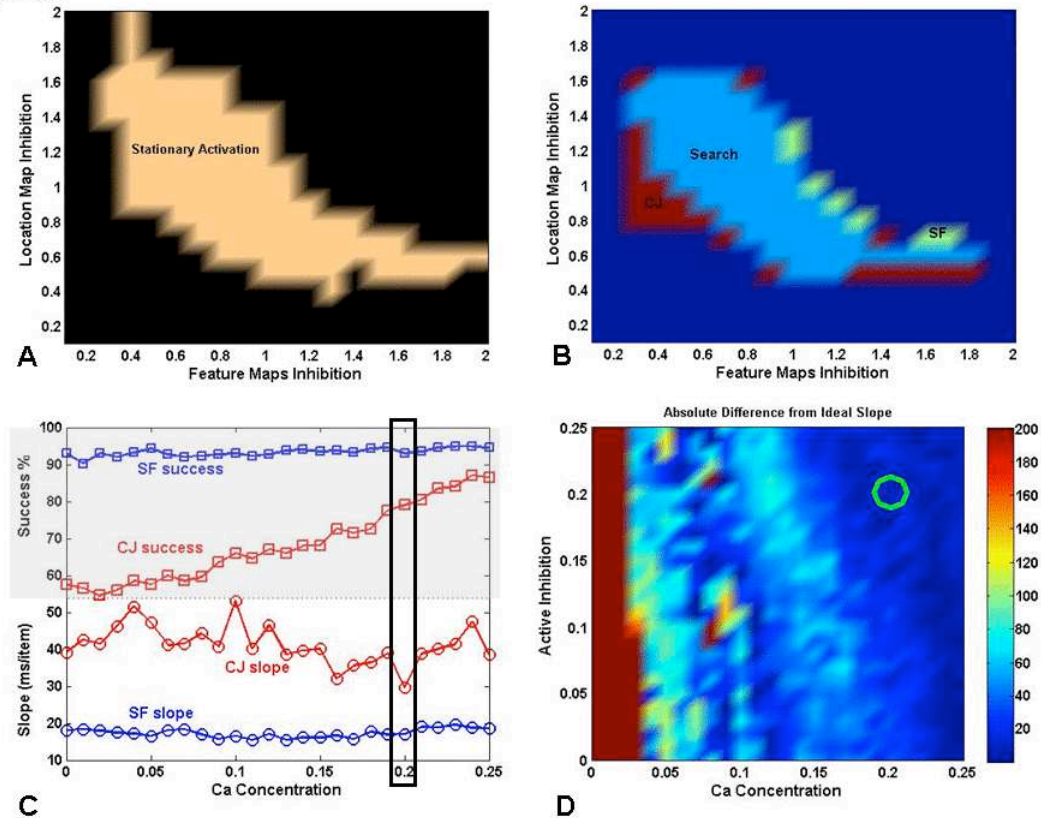 2
1.8
1.6
1.4
1.2
1
0.8
0.6
0.4
0.2
Location Map Inhibition
Stationary Activation
0.2 0.4 0.6 0.8 1 1.2 1.4 1.6 1.8 2
Feature Maps Inhibition
A
2
1.8
1.6
1.4
1.2
1
0.8
0.6
0.4
0.2
Location Map Inhibition
Search
CJ
SF
0.2 0.4 0.6 0.8 1 1.2 1.4 1.6 1.8 2
Feature Maps Inhibition
B
100
90
80
70
60
50
40
30
20
10
Success %
Slope (ms/item)
SF success
CJ success
CJ slope
SF slope
0 0.05 0.1 0.15 0.2 0.25
Ca Concentration
C
Absolute Difference from Ideal Slope
0.25
0.2
0.15
0.1
0.05
0
Active Inhibition
0 0.05 0.1 0.15 0.2 0.25
Ca Concentration
D
200
180
160
140
120
100
80
60
40
20